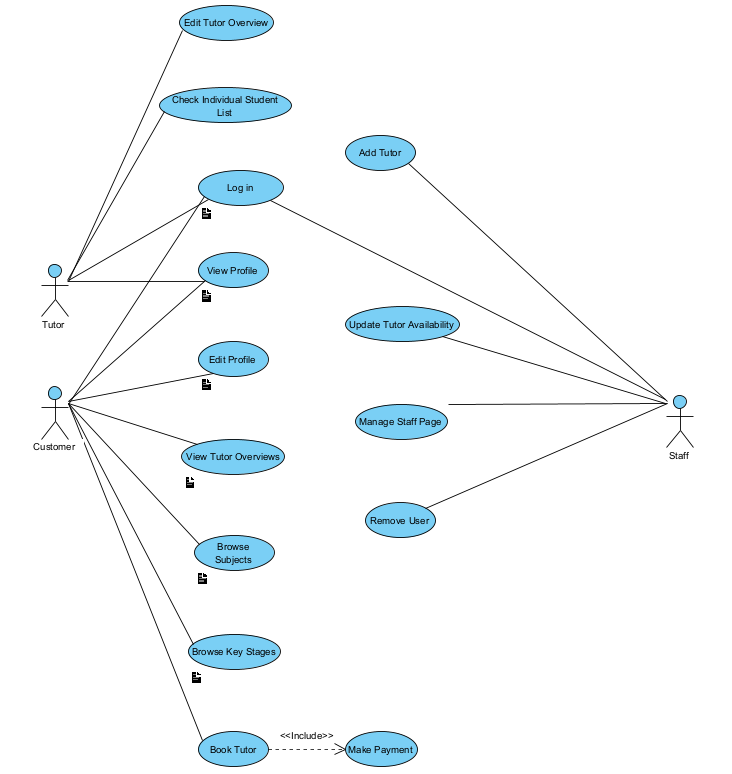 Edit Tutor Overview
Check Individual Student
List
Add Tutor
Log in
View Profile
Tutor
Update Tutor Availability
Edit Profile
Manage Staff Page
Customer
Staff
View Tutor Overviews
Remove User
Browse
Subjects
Browse Key Stages
<<Include>>
Book Tutor
Make Payment